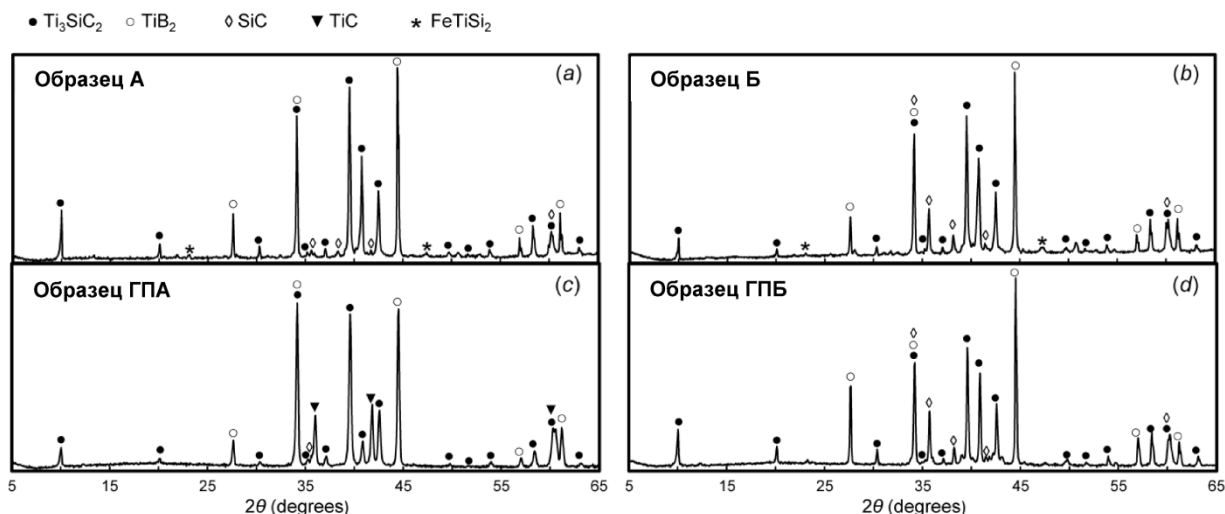 ● Ti₃SiC₂ ○ TiB₂ ◊ SiC ▼ TiC * FeTiSi₂
Образец А (a)
Образец Б (b)
Образец ГПА (c)
Образец ГПБ (d)
5 15 25 35 45 55 65
2θ (degrees)
5 15 25 35 45 55 65
2θ (degrees)